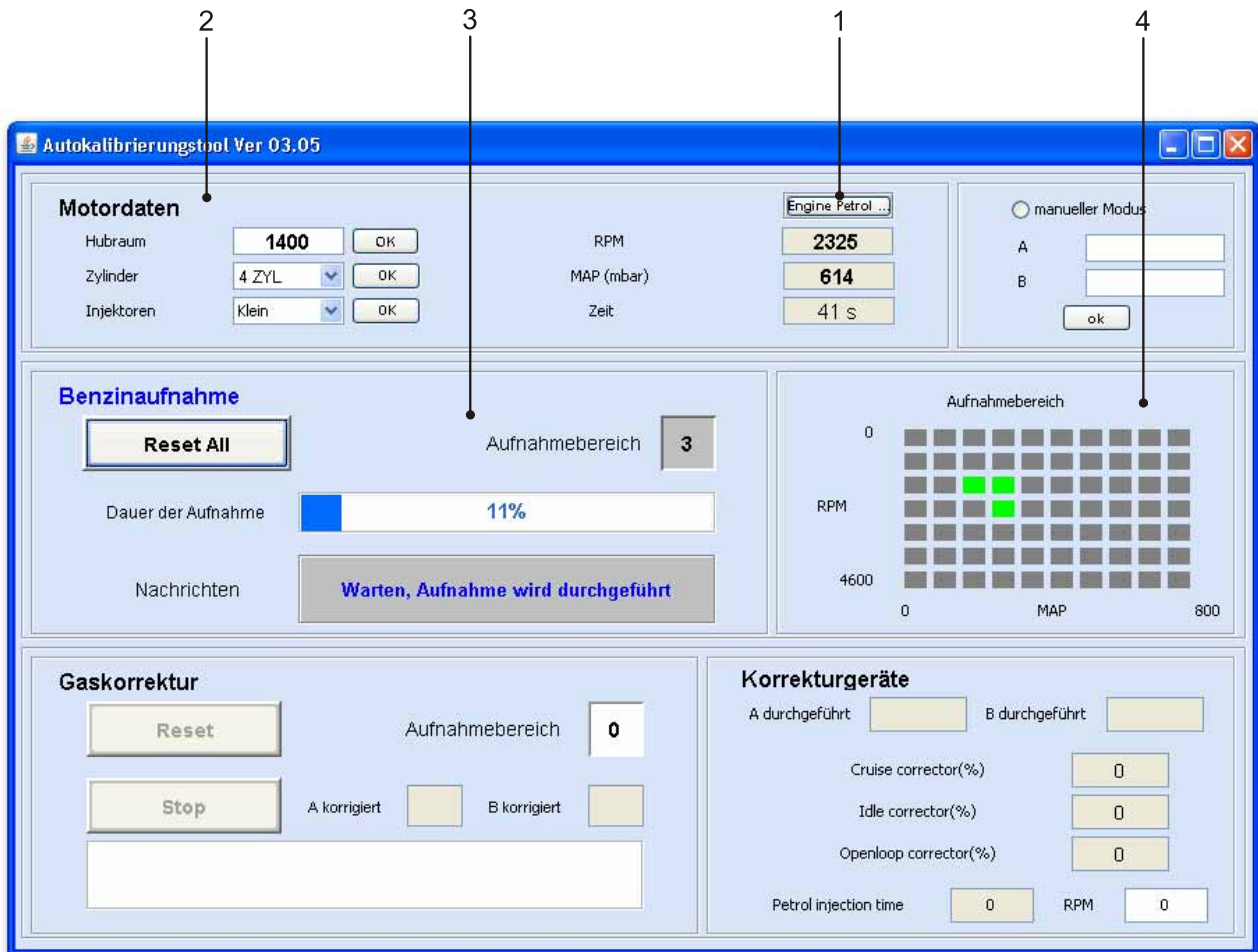 2 3 1 4
Autokalibrierungstool Ver 03.05
Motordaten
Hubraum 1400 OK
Zylinder 4 ZYL. OK
Injektoren Klein OK
Engine Petrol ...
RPM 2325
MAP (mbar) 614
Zeit 41 s
manueller Modus
A
B
ok
Benzinaufnahme
Reset All
Aufnahmebereich 3
Dauer der Aufnahme 11%
Nachrichten Warten, Aufnahme wird durchgeführt
Aufnahmebereich
0
RPM
4600
0 MAP 800
Gaskorrektur
Reset
Aufnahmebereich 0
Stop
A korrigiert B korrigiert
Korrekturgeräte
A durchgeführt B durchgeführt
Cruise corrector(%) 0
Idle corrector(%) 0
Openloop corrector(%) 0
Petrol injection time 0 RPM 0